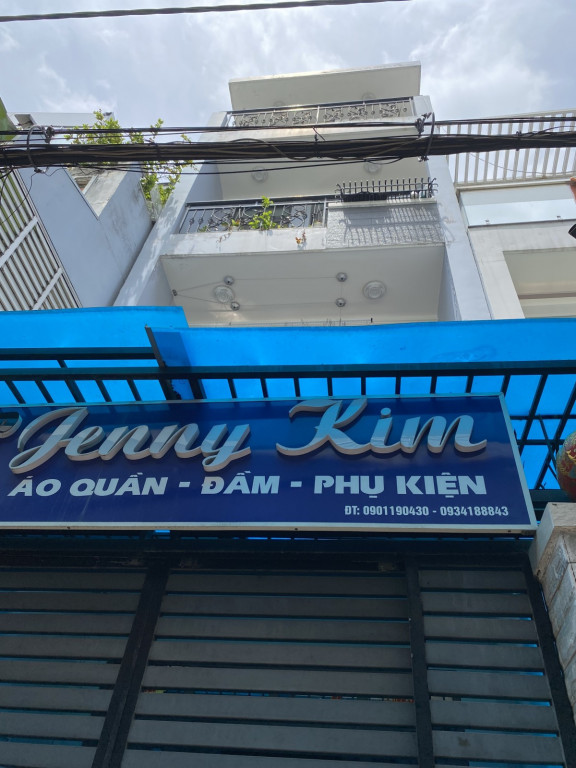 Jenny Kim
ÁO QUẦN - ĐẦM - PHỤ KIỆN
ĐT: 0901190430 - 0934188843